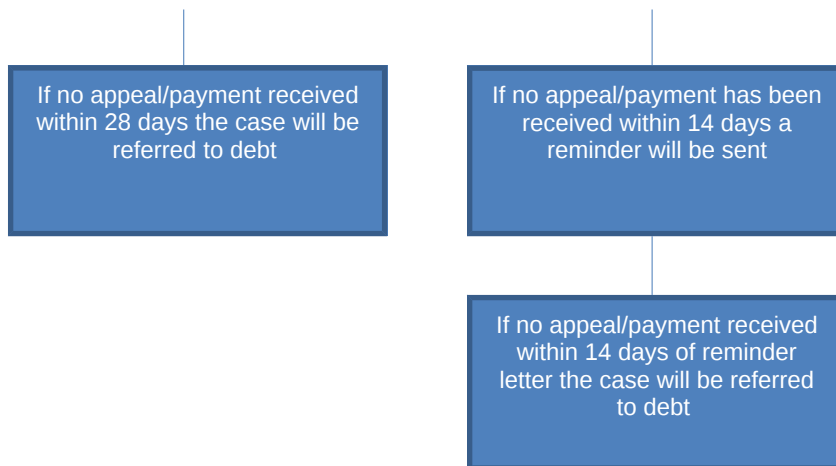 If no appeal/payment received
within 28 days the case will be
referred to debt
If no appeal/payment has been
received within 14 days a
reminder will be sent
If no appeal/payment received
within 14 days of reminder
letter the case will be referred
to debt